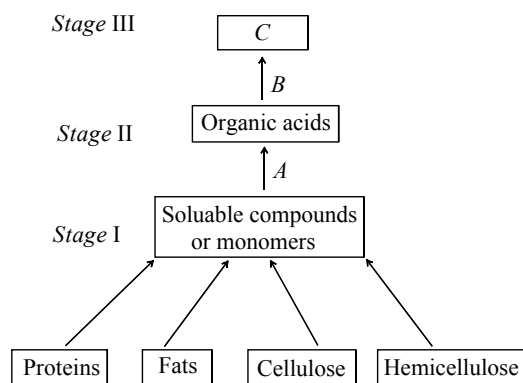 Stage III
C
B
Organic acids
Stage II
A
Soluable compounds
or monomers
Stage I
Proteins
Fats
Cellulose
Hemicellulose